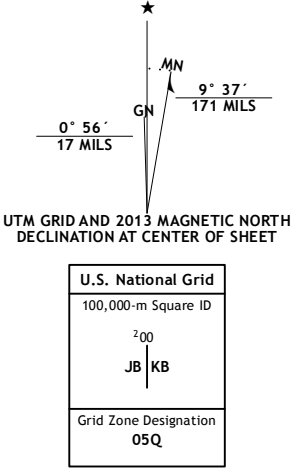 ★
MN
GN
9° 37´
171 MILS
0° 56´
17 MILS
UTM GRID AND 2013 MAGNETIC NORTH
DECLINATION AT CENTER OF SHEET
U.S. National Grid
100,000-m Square ID
²00
JB KB
Grid Zone Designation
05Q